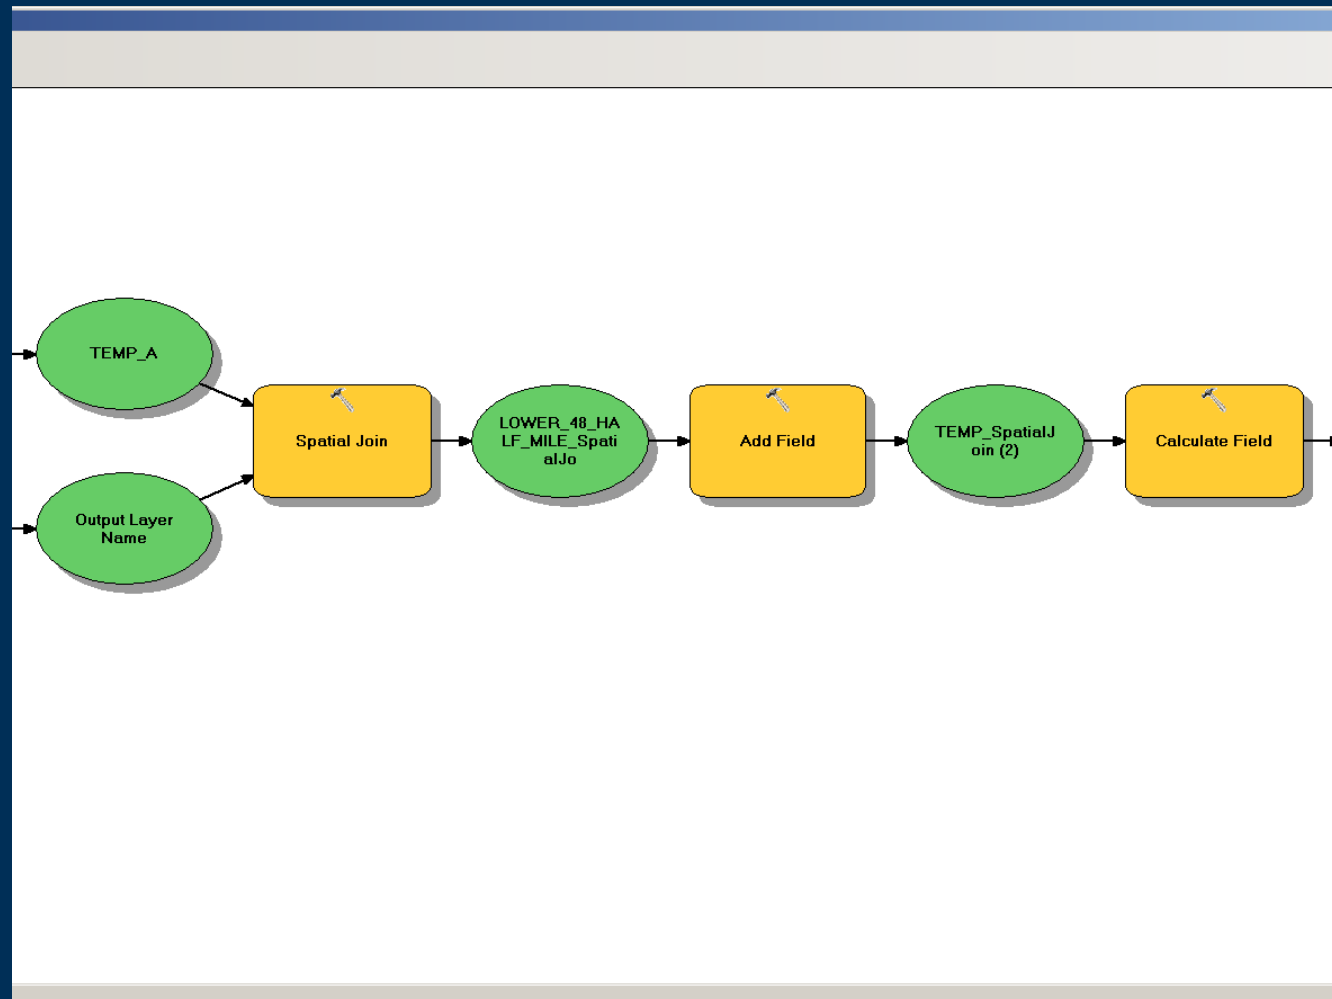 TEMP_A
Output Layer
Name
Spatial Join
LOWER_48_HA
LF_MILE_Spati
alJo
Add Field
TEMP_SpatialJ
oin (2)
Calculate Field